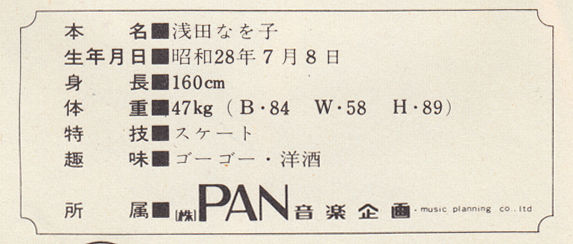 本　　名■浅田なを子
生年月日■昭和28年7月8日
身　　長■160cm
体　　重■47kg（B・84　W・58　H・89）
特　　技■スケート
趣　　味■ゴーゴー・洋酒
所　　属■(株)PAN音楽企画・music planning co.,ltd